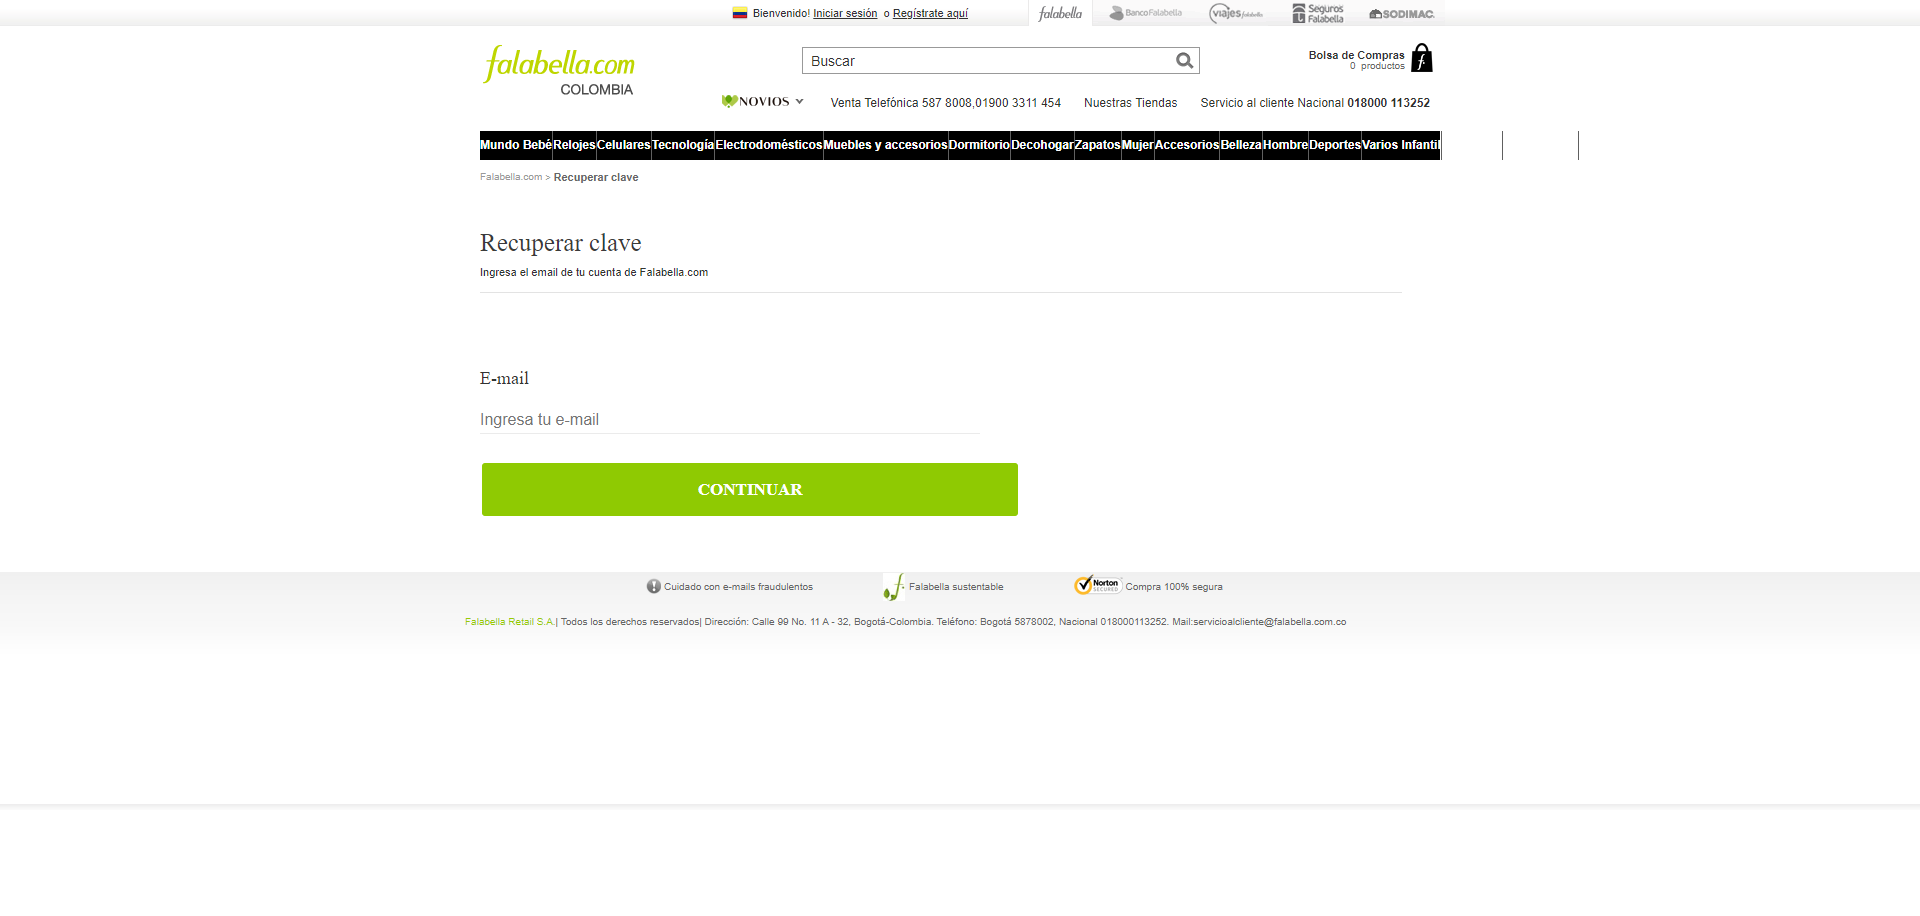 Bienvenido! Iniciar sesión o Regístrate aquí
falabella
BancoFalabella
viajes falabella
Seguros Falabella
SODIMAC.
falabella.com
COLOMBIA
Buscar
Bolsa de Compras
0 productos
NOVIOS
Venta Telefónica 587 8008,01900 3311 454
Nuestras Tiendas
Servicio al cliente Nacional 018000 113252
Mundo Bebé Relojes Celulares Tecnología Electrodomésticos Muebles y accesorios Dormitorio Decohogar Zapatos Mujer Accesorios Belleza Hombre Deportes Varios Infantil
Falabella.com > Recuperar clave
Recuperar clave
Ingresa el email de tu cuenta de Falabella.com
E-mail
Ingresa tu e-mail
CONTINUAR
Cuidado con e-mails fraudulentos
Falabella sustentable
Norton
SECURED
Compra 100% segura
Falabella Retail S.A.| Todos los derechos reservados| Dirección: Calle 99 No. 11 A - 32, Bogotá-Colombia. Teléfono: Bogotá 5878002, Nacional 018000113252. Mail:servicioalcliente@falabella.com.co